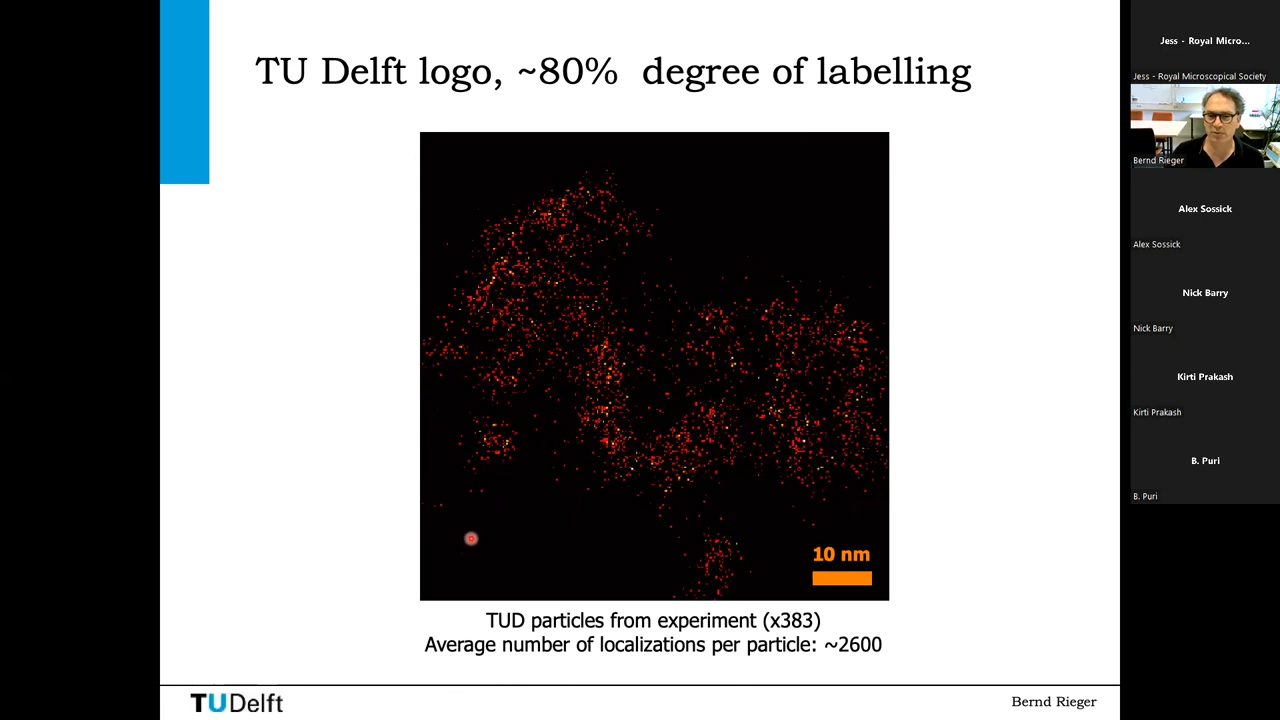 TU Delft logo, ~80% degree of labelling
10 nm
TUD particles from experiment (x383)
Average number of localizations per particle: ~2600
TUDelft
Bernd Rieger
Jess - Royal Micro...
Jess - Royal Microscopical Society
Bernd Rieger
Alex Sossick
Alex Sossick
Nick Barry
Nick Barry
Kirti Prakash
Kirti Prakash
B. Puri
B. Puri